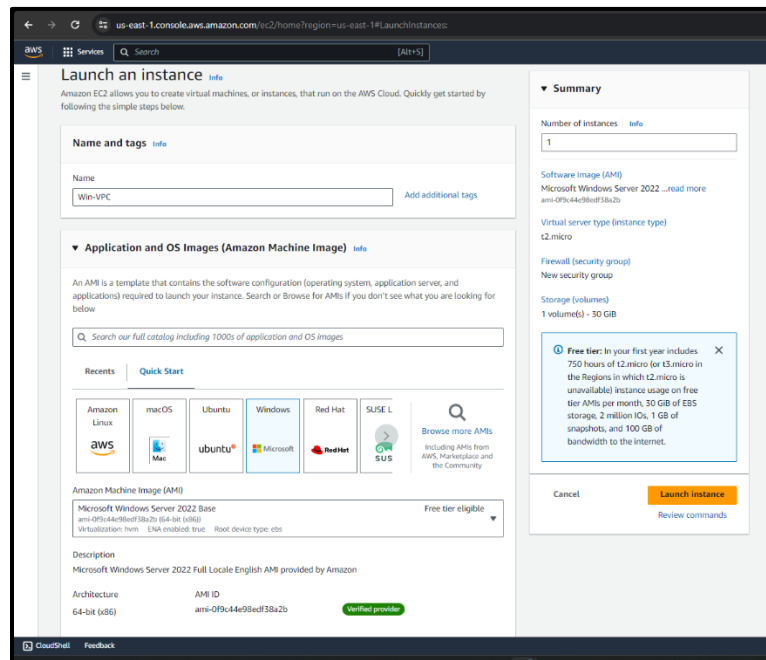 us-east-1.console.aws.amazon.com/ec2/home?region=us-east-1#LaunchInstances:
aws
Services
Search
[Alt+S]
Launch an instance Info
Amazon EC2 allows you to create virtual machines, or instances, that run on the AWS Cloud. Quickly get started by
following the simple steps below.
Name and tags Info
Name
Win-VPC
Add additional tags
Application and OS Images (Amazon Machine Image) Info
An AMI is a template that contains the software configuration (operating system, application server, and
applications) required to launch your instance. Search or Browse for AMIs if you don't see what you are looking for
below
Search our full catalog including 1000s of application and OS images
Recents
Quick Start
Amazon
Linux
aws
macOS
Mac
Ubuntu
ubuntu
Windows
Microsoft
Red Hat
RedHat
SUSE L
SUS
Browse more AMIs
Including AMIs from
AWS, Marketplace and
the Community
Amazon Machine Image (AMI)
Microsoft Windows Server 2022 Base
Free tier eligible
ami-0f9c44e98edf38a2b (64-bit (x86))
Virtualization: hvm ENA enabled: true Root device type: ebs
Description
Microsoft Windows Server 2022 Full Locale English AMI provided by Amazon
Architecture
64-bit (x86)
AMI ID
ami-0f9c44e98edf38a2b
Verified provider
Summary
Number of instances Info
1
Software Image (AMI)
Microsoft Windows Server 2022 ...read more
ami-0f9c44e98edf38a2b
Virtual server type (instance type)
t2.micro
Firewall (security group)
New security group
Storage (volumes)
1 volume(s) - 30 GiB
Free tier: In your first year includes
750 hours of t2.micro (or t3.micro in
the Regions in which t2.micro is
unavailable) instance usage on free
tier AMIs per month, 30 GiB of EBS
storage, 2 million IOs, 1 GB of
snapshots, and 100 GB of
bandwidth to the internet.
Cancel
Launch instance
Review commands
CloudShell
Feedback